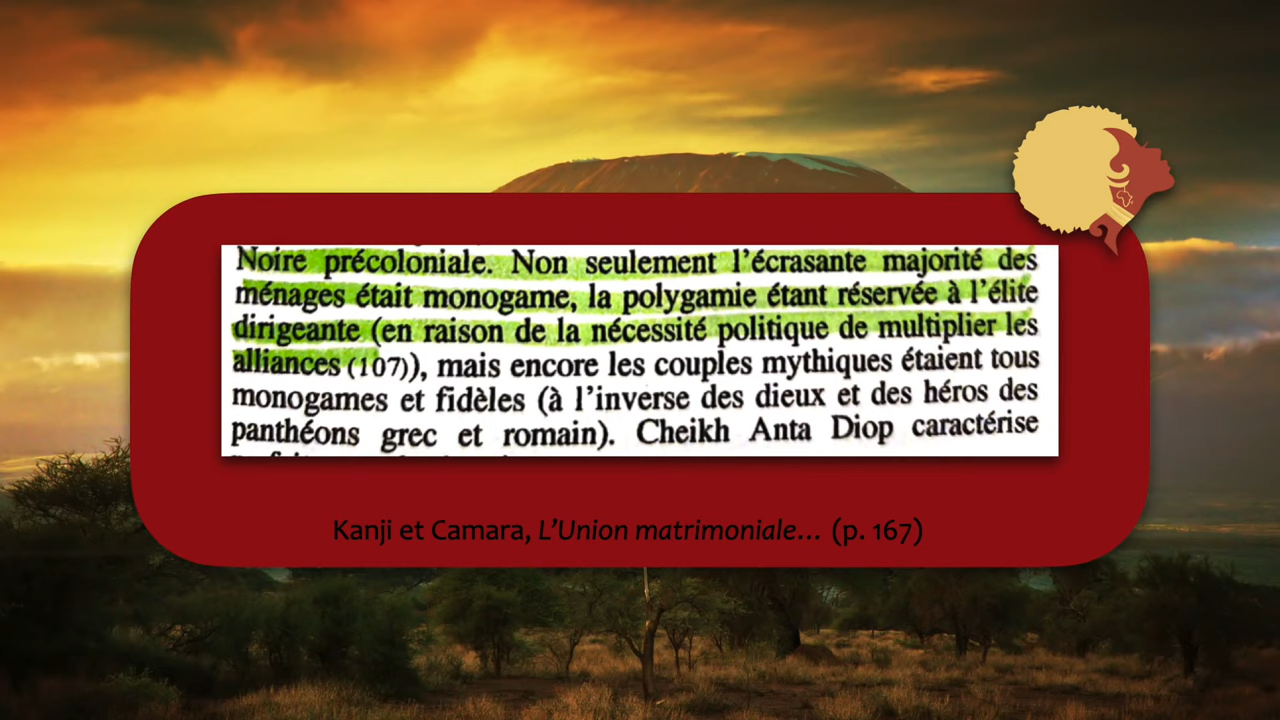 Noire précoloniale. Non seulement l'écrasante majorité des
ménages était monogame, la polygamie étant réservée à l'élite
dirigeante (en raison de la nécessité politique de multiplier les
alliances (107)), mais encore les couples mythiques étaient tous
monogames et fidèles (à l'inverse des dieux et des héros des
panthéons grec et romain). Cheikh Anta Diop caractérise
Kanji et Camara, L'Union matrimoniale… (p. 167)